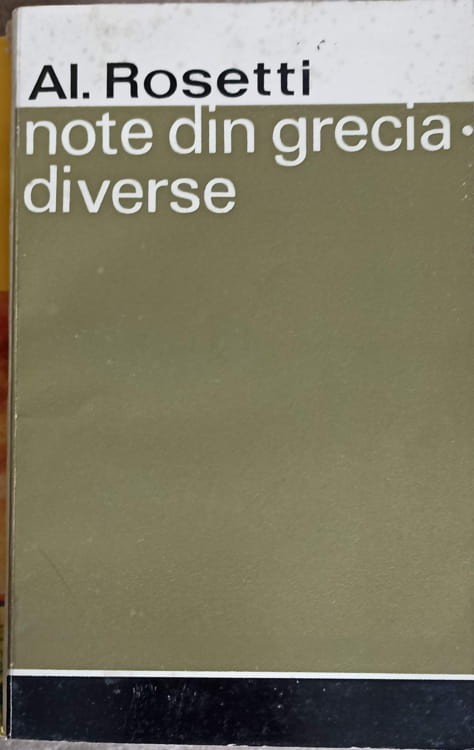 Al. Rosetti
note din grecia •
diverse